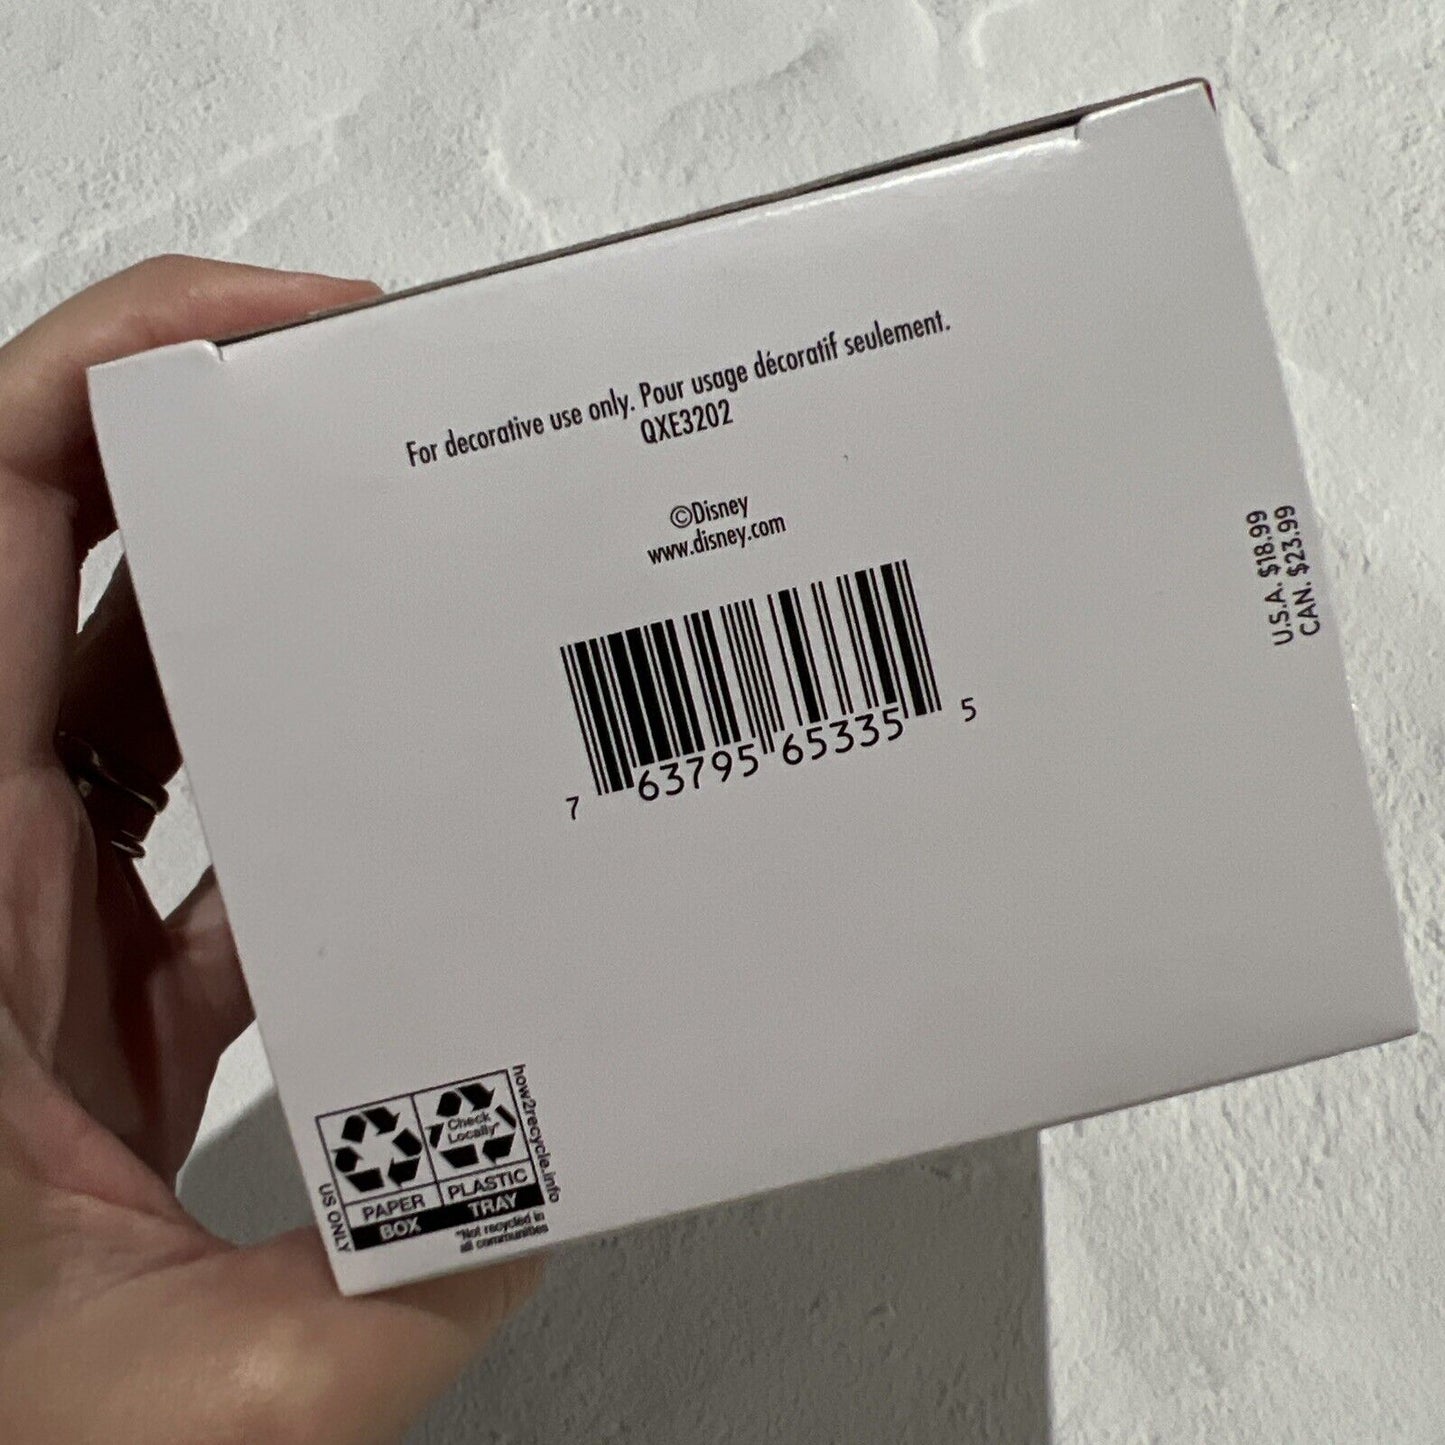 For decorative use only. Pour usage décoratif seulement.
QXE3202
©Disney
www.disney.com
7 63795 65335 5
U.S.A. $18.99
CAN. $23.99
how2recycle.info
Check
Locally*
PAPER
PLASTIC
BOX
TRAY
US ONLY
*Not recycled in
all communities